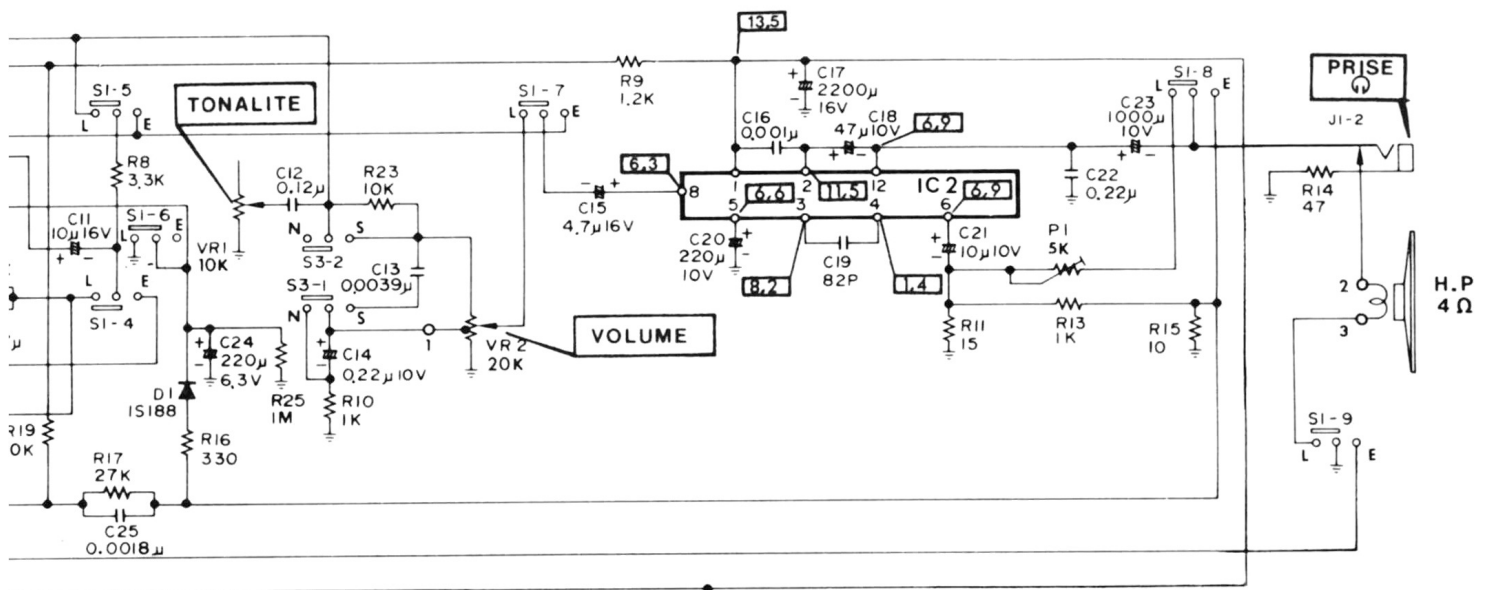 13,5
PRISE
J1-2
S1-5
L
E
TONALITE
S1-7
L
E
R9
1.2K
C17
2200µ
16V
S1-8
L
E
C23
1000µ
10V
C16
0.001µ
C18
47µ 10V
6,9
R8
3.3K
C12
0.12µ
R23
10K
6,3
8
1
2
12
IC 2
6,6
11,5
6,9
5
3
4
6
C22
0.22µ
R14
47
C11
10µ16V
S1-6
L
E
VR1
10K
N
S
S3-2
C15
4.7µ16V
C20
220µ
10V
C19
82P
C21
10µ10V
P1
5K
8,2
1,4
C13
0.0039µ
S3-1
N
S
L
E
S1-4
1
VR2
20K
VOLUME
2
3
H.P
4Ω
R11
15
R13
1K
R15
10
C24
220µ
6.3V
C14
0.22µ10V
D1
1S188
R25
1M
R10
1K
R19
0K
R16
330
S1-9
L
E
R17
27K
C25
0.0018µ